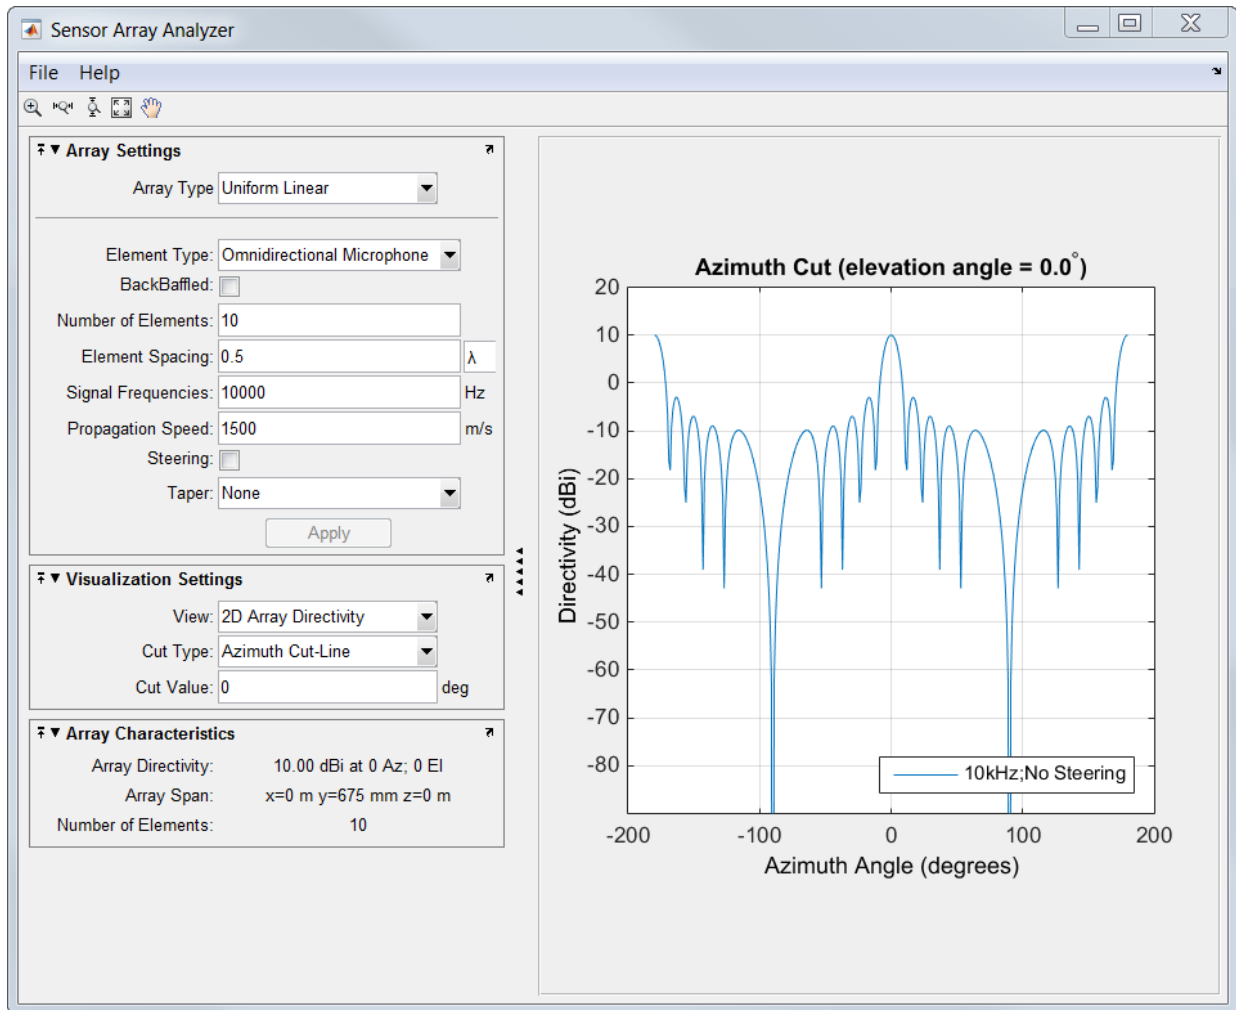 Sensor Array Analyzer
File Help
Array Settings
Array Type Uniform Linear
Element Type: Omnidirectional Microphone
BackBaffled:
Number of Elements: 10
Element Spacing: 0.5 λ
Signal Frequencies: 10000 Hz
Propagation Speed: 1500 m/s
Steering:
Taper: None
Apply
Visualization Settings
View: 2D Array Directivity
Cut Type: Azimuth Cut-Line
Cut Value: 0 deg
Array Characteristics
Array Directivity: 10.00 dBi at 0 Az; 0 El
Array Span: x=0 m y=675 mm z=0 m
Number of Elements: 10
Azimuth Cut (elevation angle = 0.0°)
20
10
0
-10
-20
-30
-40
-50
-60
-70
-80
Directivity (dBi)
10kHz;No Steering
-200 -100 0 100 200
Azimuth Angle (degrees)